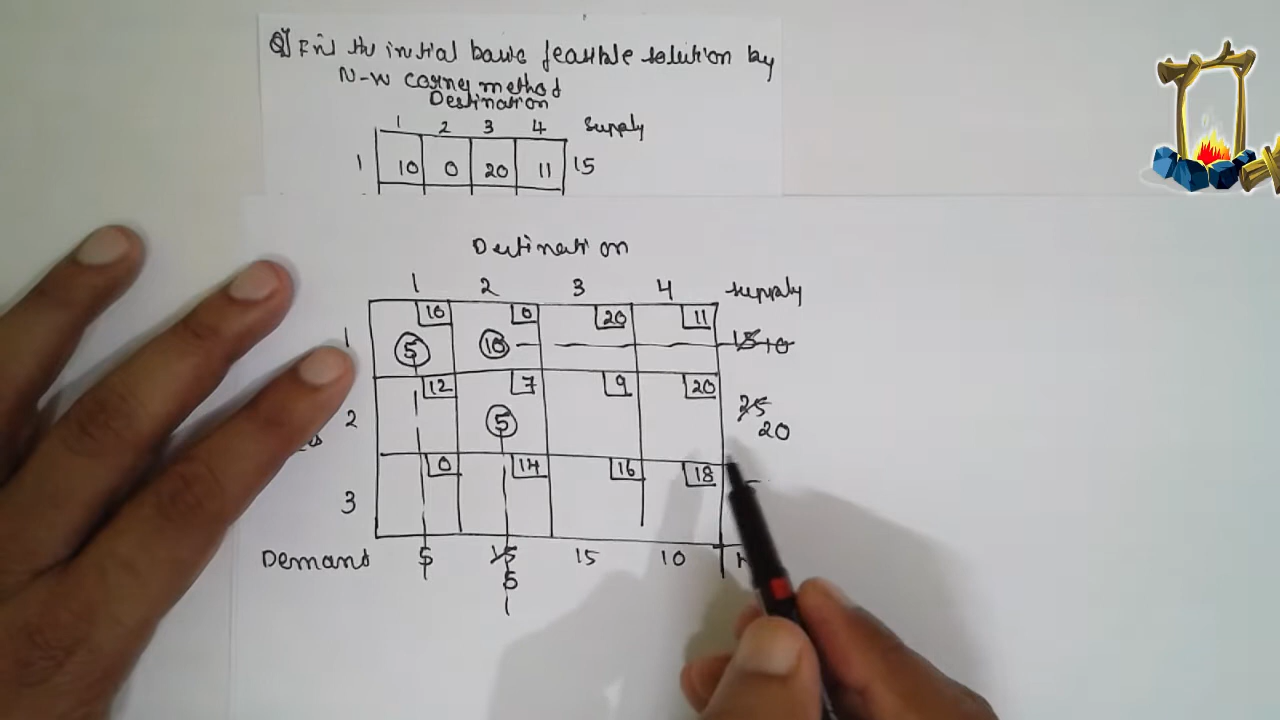 Q] Find the initial basic feasible solution by
N-W corner method
Destination
1 2 3 4 supply
1 10 0 20 11 15
Destination
1 2 3 4 supply
10 0 20 11
1 5 10 15 10
12 7 9 20 25
2 5 20
0 14 16 18
3
Demand 5 15 15 10
5